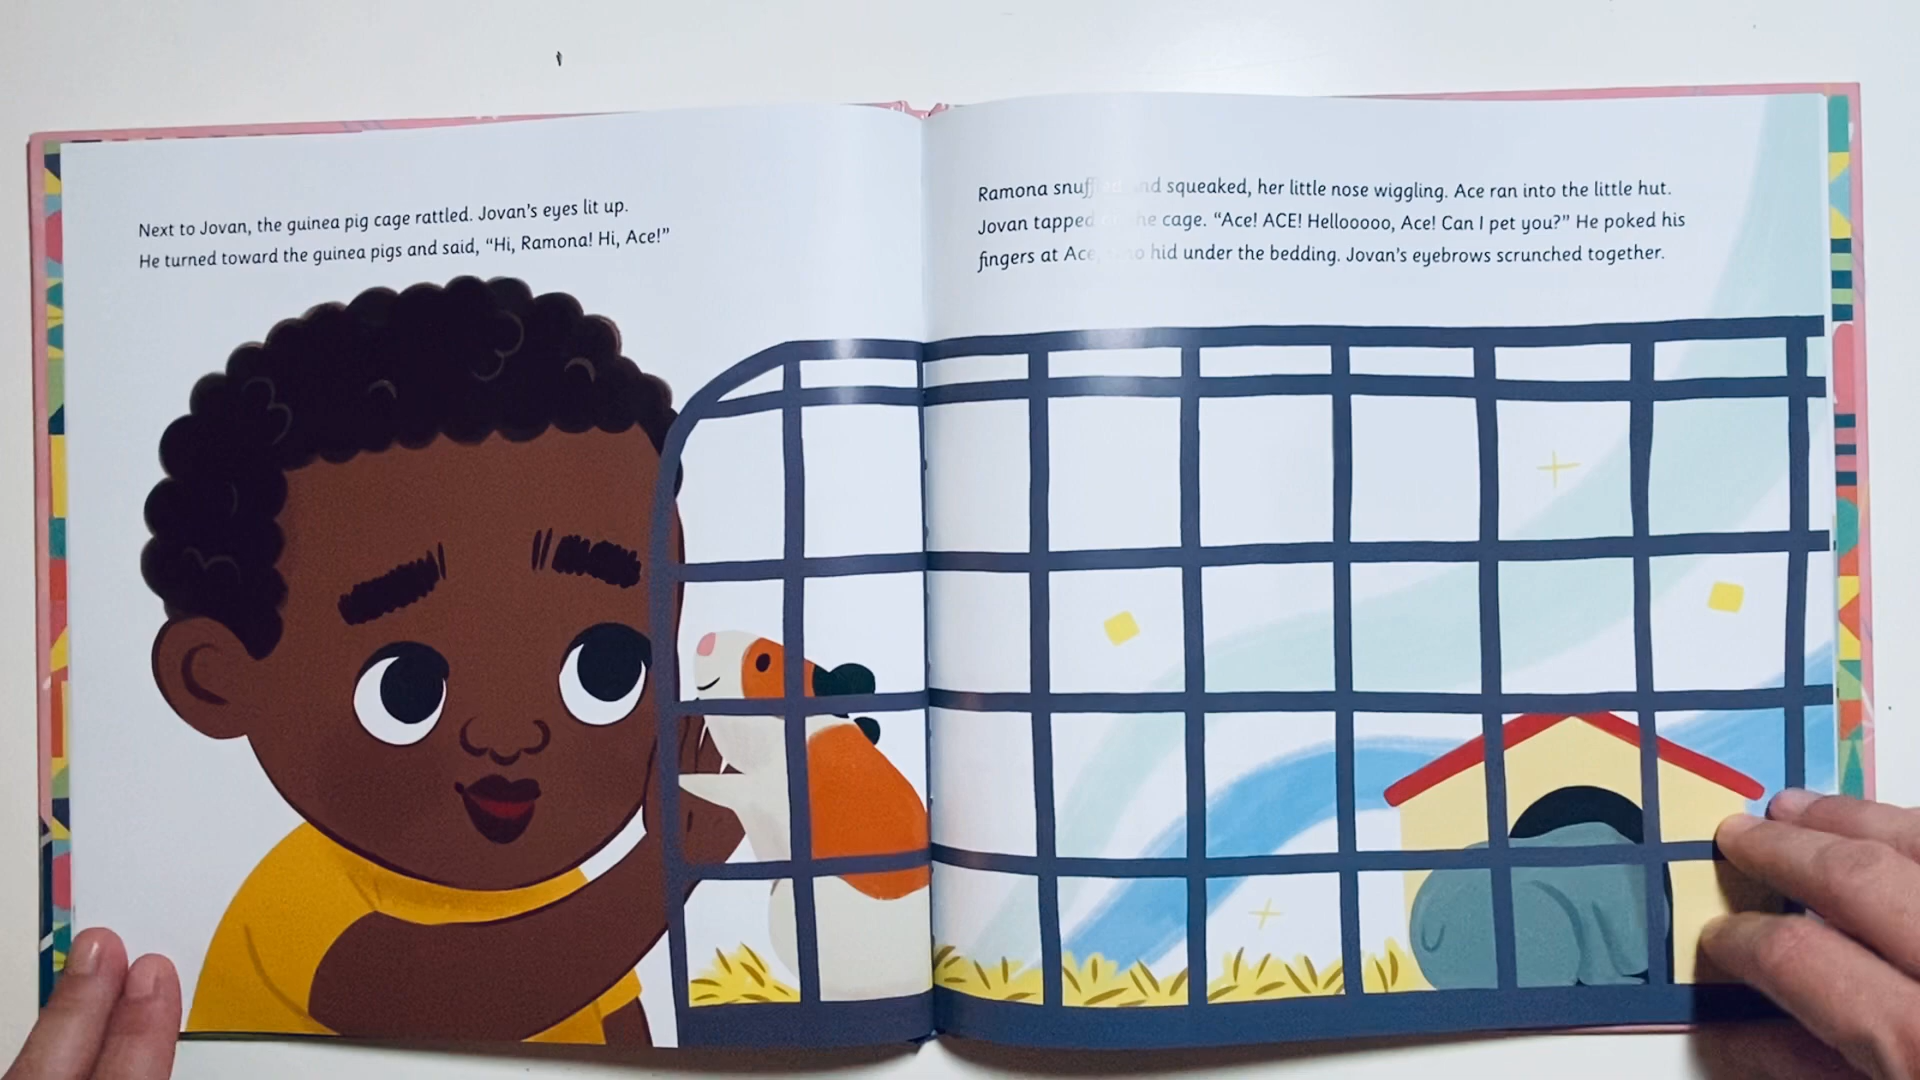 Next to Jovan, the guinea pig cage rattled. Jovan's eyes lit up.
He turned toward the guinea pigs and said, “Hi, Ramona! Hi, Ace!”
Ramona and squeaked, her little nose wiggling. Ace ran into the little hut.
Jovan tapped the cage. “Ace! ACE! Hellooooo, Ace! Can I pet you?” He poked his
fingers at Ace, hid under the bedding. Jovan's eyebrows scrunched together.